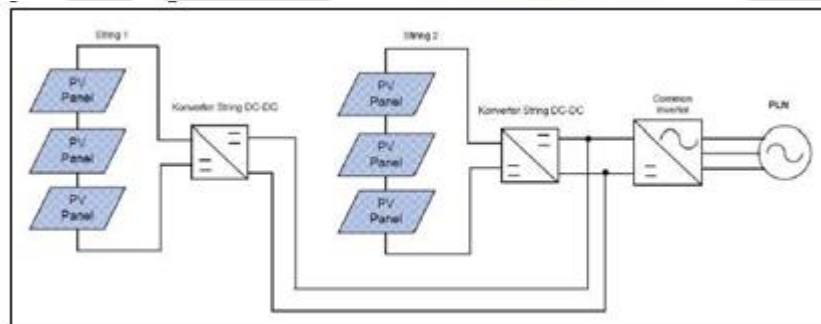 String 1
PV
Panel
PV
Panel
PV
Panel
Konverter String DC-DC
String 2
PV
Panel
PV
Panel
PV
Panel
Konverter String DC-DC
Common
Inverter
PLN